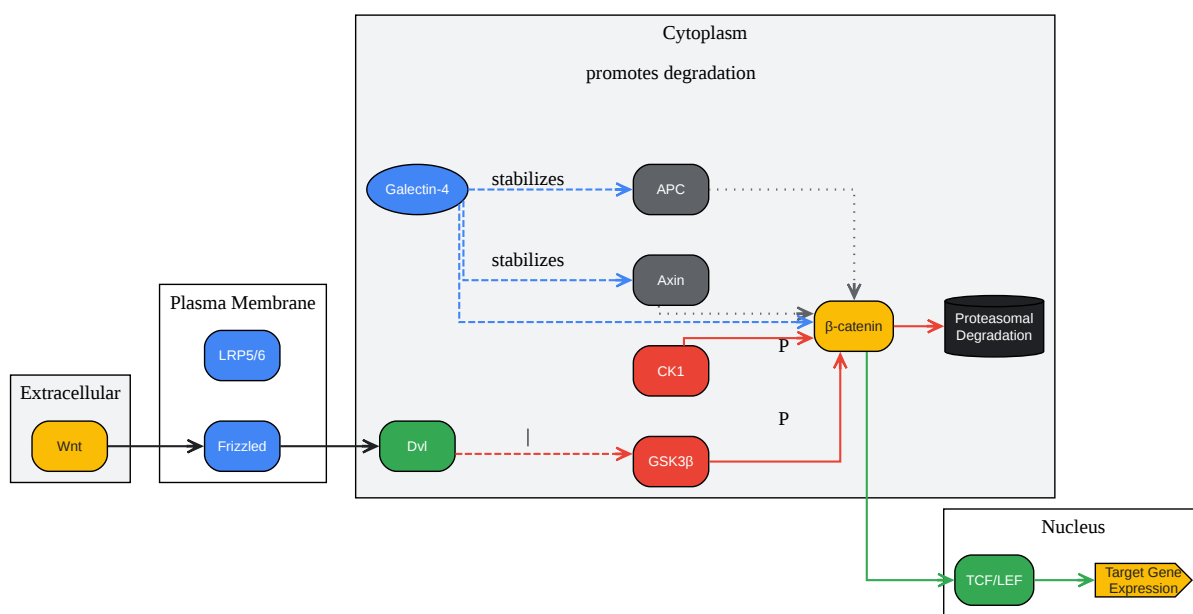 Cytoplasm
promotes degradation
Galectin-4
stabilizes
APC
stabilizes
Axin
Plasma Membrane
LRP5/6
β-catenin
Proteasomal
Degradation
P
CK1
Extracellular
Wnt
Frizzled
Dvl
|
P
GSK3β
Nucleus
TCF/LEF
Target Gene
Expression